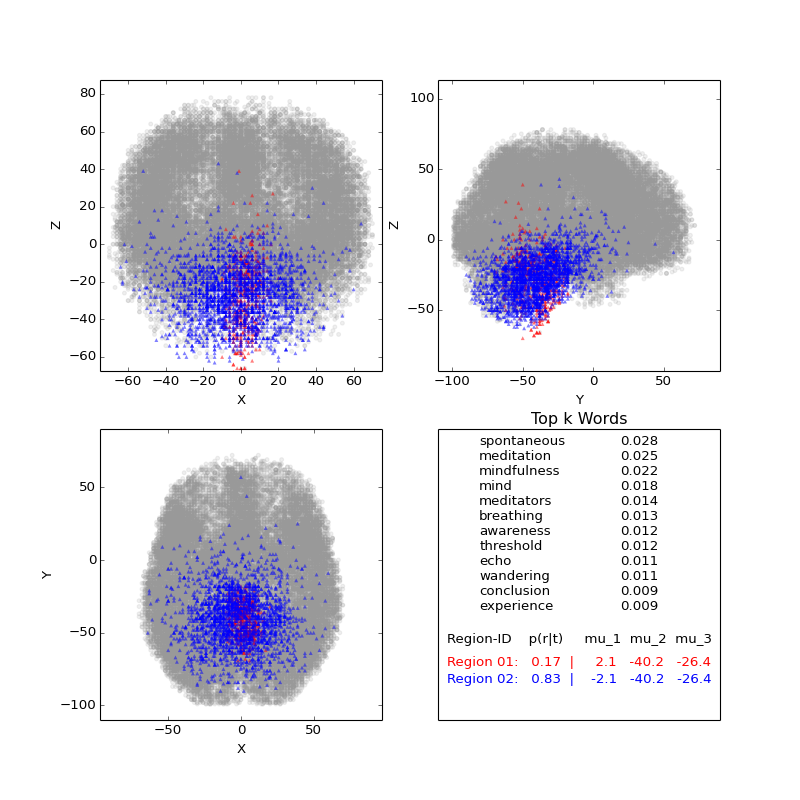 80
60
40
20
0
−20
−40
−60
Z
−60 −40 −20 0 20 40 60
X
100
50
0
−50
Z
−100 −50 0 50
Y
50
0
−50
−100
Y
−50 0 50
X
Top k Words
spontaneous 0.028
meditation 0.025
mindfulness 0.022
mind 0.018
meditators 0.014
breathing 0.013
awareness 0.012
threshold 0.012
echo 0.011
wandering 0.011
conclusion 0.009
experience 0.009
Region-ID p(r|t) mu_1 mu_2 mu_3
Region 01: 0.17 | 2.1 -40.2 -26.4
Region 02: 0.83 | -2.1 -40.2 -26.4